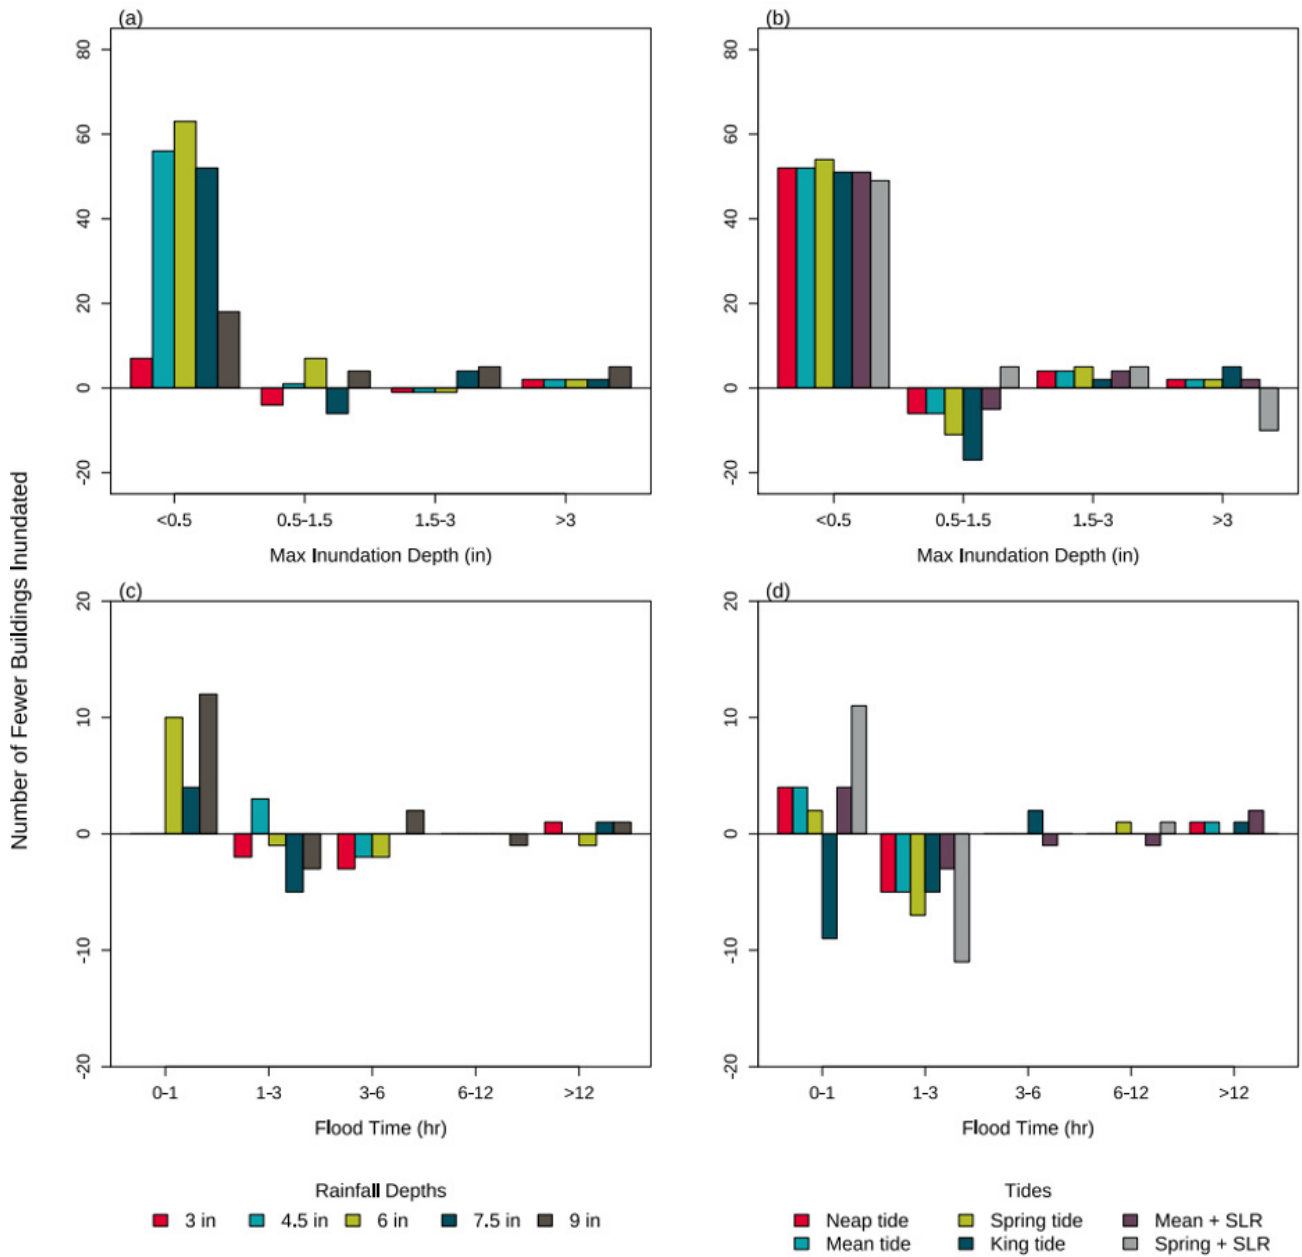 (a)
80
60
40
20
0
-20
<0.5 0.5-1.5 1.5-3 >3
Max Inundation Depth (in)
(b)
80
60
40
20
0
-20
<0.5 0.5-1.5 1.5-3 >3
Max Inundation Depth (in)
Number of Fewer Buildings Inundated
(c)
20
10
0
-10
-20
0-1 1-3 3-6 6-12 >12
Flood Time (hr)
(d)
20
10
0
-10
-20
0-1 1-3 3-6 6-12 >12
Flood Time (hr)
Rainfall Depths
3 in 4.5 in 6 in 7.5 in 9 in
Tides
Neap tide Spring tide Mean + SLR
Mean tide King tide Spring + SLR